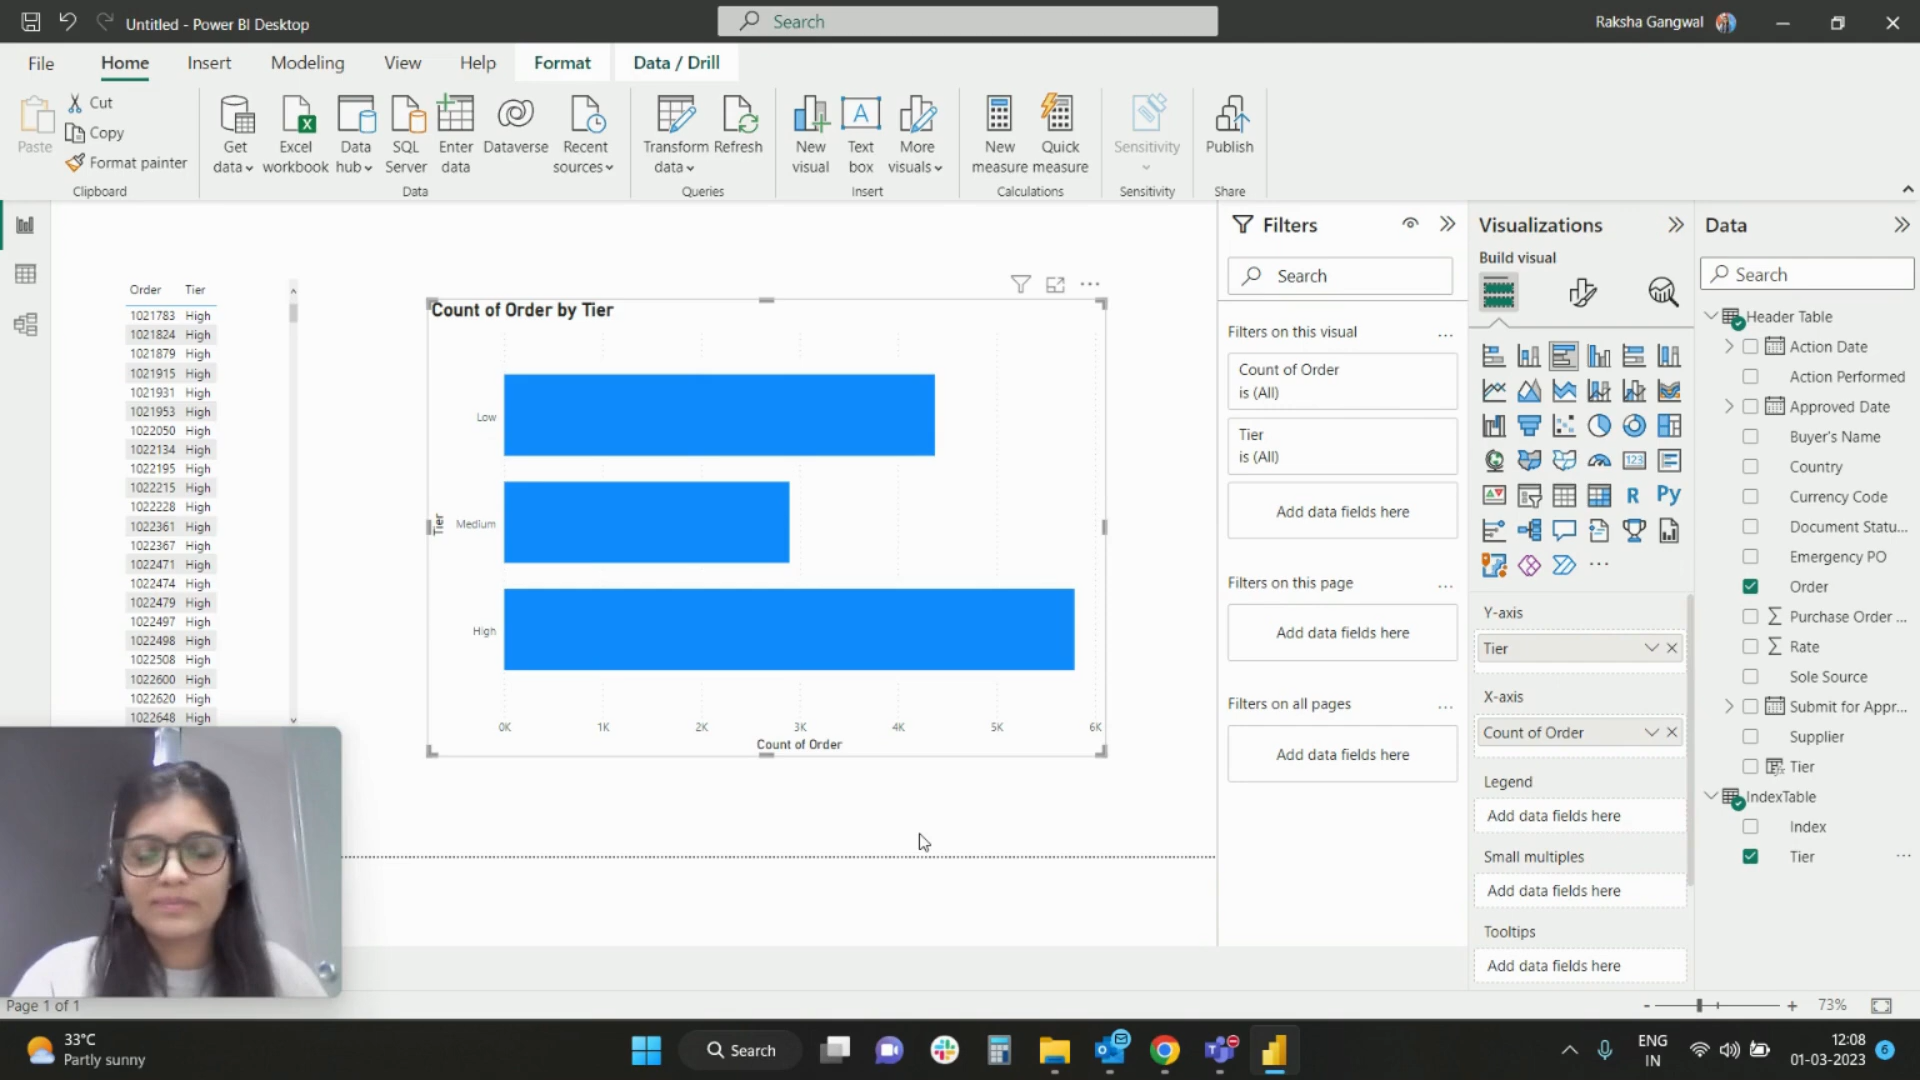 Untitled - Power BI Desktop
Search
Raksha Gangwal
File
Home
Insert
Modeling
View
Help
Format
Data / Drill
Paste
Cut
Copy
Format painter
Clipboard
Get data
Excel workbook
Data hub
SQL Server
Enter data
Dataverse
Recent sources
Data
Transform data
Refresh
Queries
New visual
Text box
More visuals
Insert
New measure
Quick measure
Calculations
Sensitivity
Sensitivity
Publish
Share
Order Tier
1021783 High
1021824 High
1021879 High
1021915 High
1021931 High
1021953 High
1022050 High
1022134 High
1022195 High
1022215 High
1022228 High
1022361 High
1022367 High
1022471 High
1022474 High
1022479 High
1022497 High
1022498 High
1022508 High
1022600 High
1022620 High
1022648 High
Count of Order by Tier
Tier
Low
Medium
High
0K 1K 2K 3K 4K 5K 6K
Count of Order
Filters
Search
Filters on this visual
Count of Order
is (All)
Tier
is (All)
Add data fields here
Filters on this page
Add data fields here
Filters on all pages
Add data fields here
Visualizations
Build visual
123
R
Py
Y-axis
Tier
X-axis
Count of Order
Legend
Add data fields here
Small multiples
Add data fields here
Tooltips
Add data fields here
Data
Search
Header Table
Action Date
Action Performed
Approved Date
Buyer's Name
Country
Currency Code
Document Statu...
Emergency PO
Order
Purchase Order ...
Rate
Sole Source
Submit for Appr...
Supplier
Tier
IndexTable
Index
Tier
Page 1 of 1
73%
33°C
Partly sunny
Search
ENG
IN
12:08
01-03-2023
6